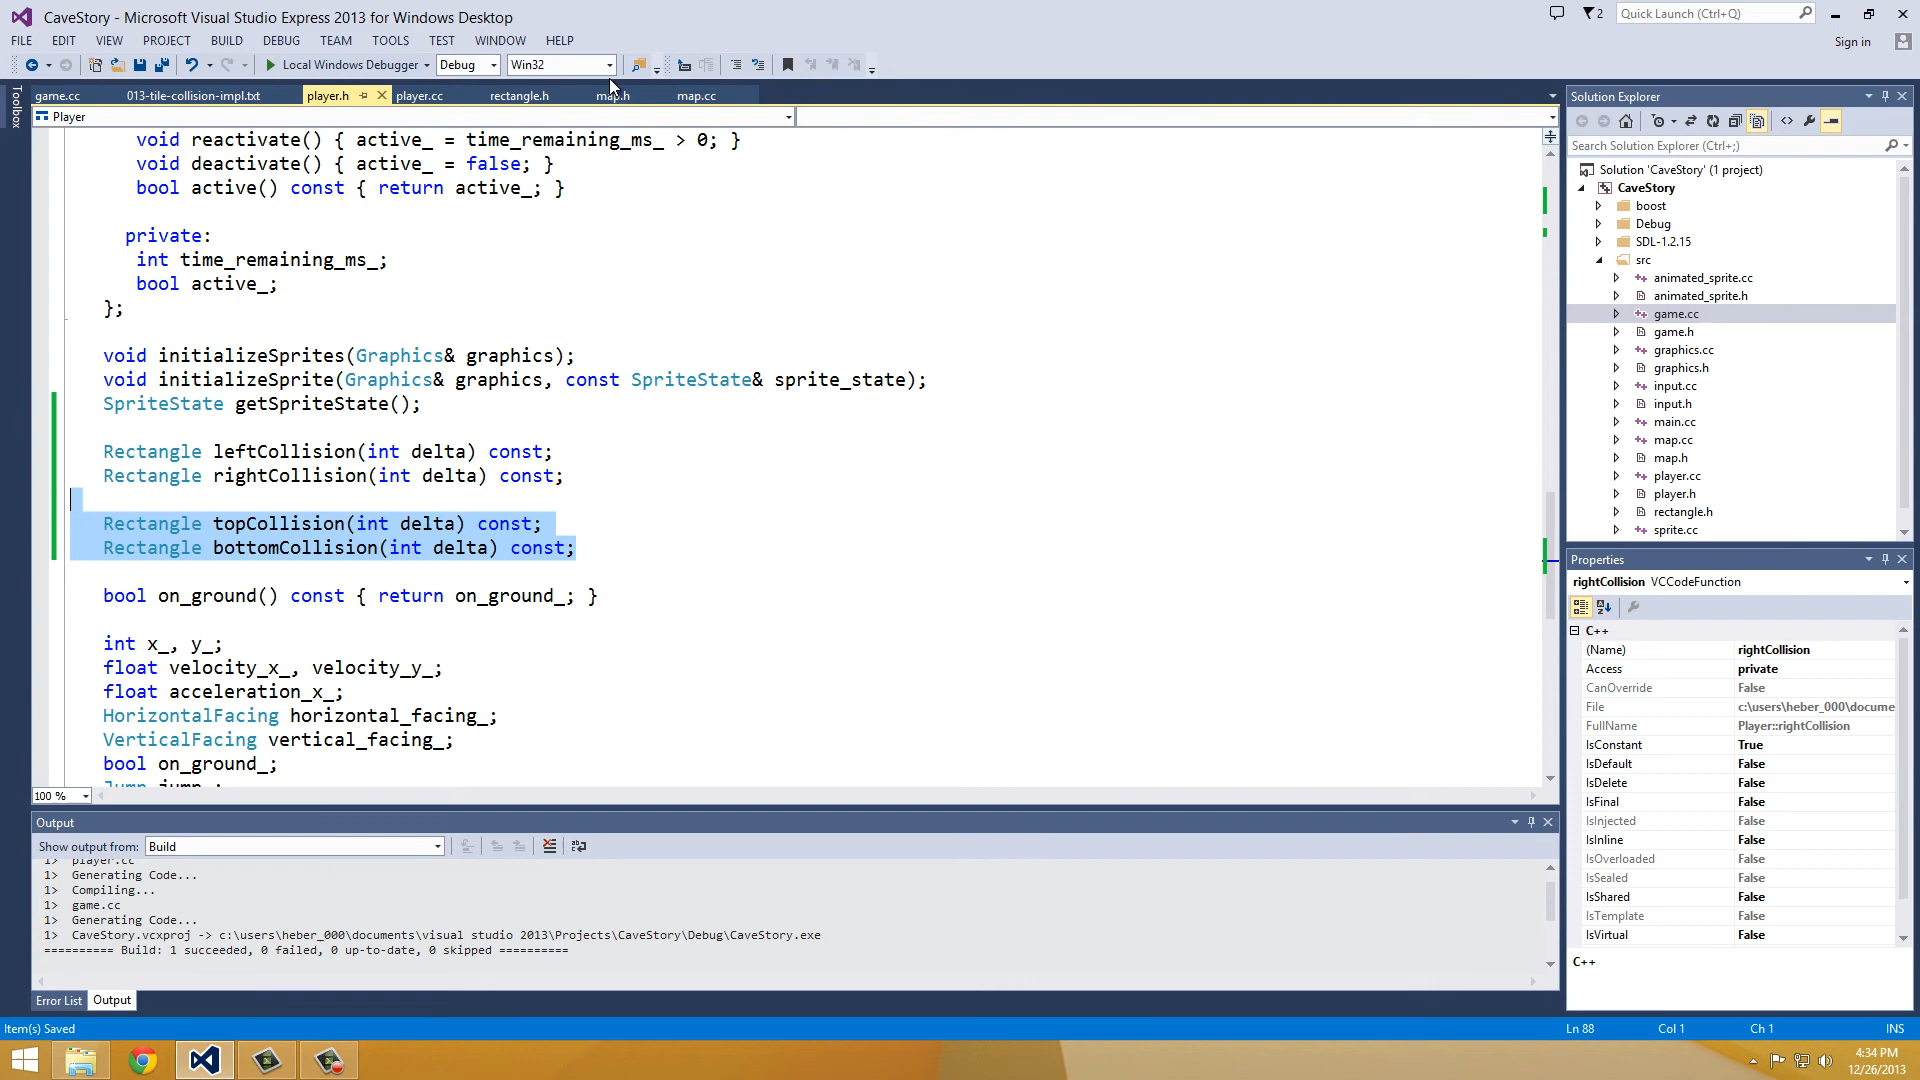 CaveStory - Microsoft Visual Studio Express 2013 for Windows Desktop
2
Quick Launch (Ctrl+Q)
FILE EDIT VIEW PROJECT BUILD DEBUG TEAM TOOLS TEST WINDOW HELP
Sign in
Local Windows Debugger Debug Win32
Toolbox
game.cc 013-tile-collision-impl.txt player.h player.cc rectangle.h map.h map.cc
Player
void reactivate() { active_ = time_remaining_ms_ > 0; }
void deactivate() { active_ = false; }
bool active() const { return active_; }
private:
int time_remaining_ms_;
bool active_;
};
void initializeSprites(Graphics& graphics);
void initializeSprite(Graphics& graphics, const SpriteState& sprite_state);
SpriteState getSpriteState();
Rectangle leftCollision(int delta) const;
Rectangle rightCollision(int delta) const;
Rectangle topCollision(int delta) const;
Rectangle bottomCollision(int delta) const;
bool on_ground() const { return on_ground_; }
int x_, y_;
float velocity_x_, velocity_y_;
float acceleration_x_;
HorizontalFacing horizontal_facing_;
VerticalFacing vertical_facing_;
bool on_ground_;
Jump jump_;
100 %
Output
Show output from: Build
1> player.cc
1> Generating Code...
1> Compiling...
1> game.cc
1> Generating Code...
1> CaveStory.vcxproj -> c:\users\heber_000\documents\visual studio 2013\Projects\CaveStory\Debug\CaveStory.exe
========== Build: 1 succeeded, 0 failed, 0 up-to-date, 0 skipped ==========
Error List Output
Solution Explorer
Search Solution Explorer (Ctrl+;)
Solution 'CaveStory' (1 project)
CaveStory
boost
Debug
SDL-1.2.15
src
animated_sprite.cc
animated_sprite.h
game.cc
game.h
graphics.cc
graphics.h
input.cc
input.h
main.cc
map.cc
map.h
player.cc
player.h
rectangle.h
sprite.cc
Properties
rightCollision VCCodeFunction
C++
(Name) rightCollision
Access private
CanOverride False
File c:\users\heber_000\docume
FullName Player::rightCollision
IsConstant True
IsDefault False
IsDelete False
IsFinal False
IsInjected False
IsInline False
IsOverloaded False
IsSealed False
IsShared False
IsTemplate False
IsVirtual False
C++
Item(s) Saved
Ln 88 Col 1 Ch 1 INS
4:34 PM
12/26/2013